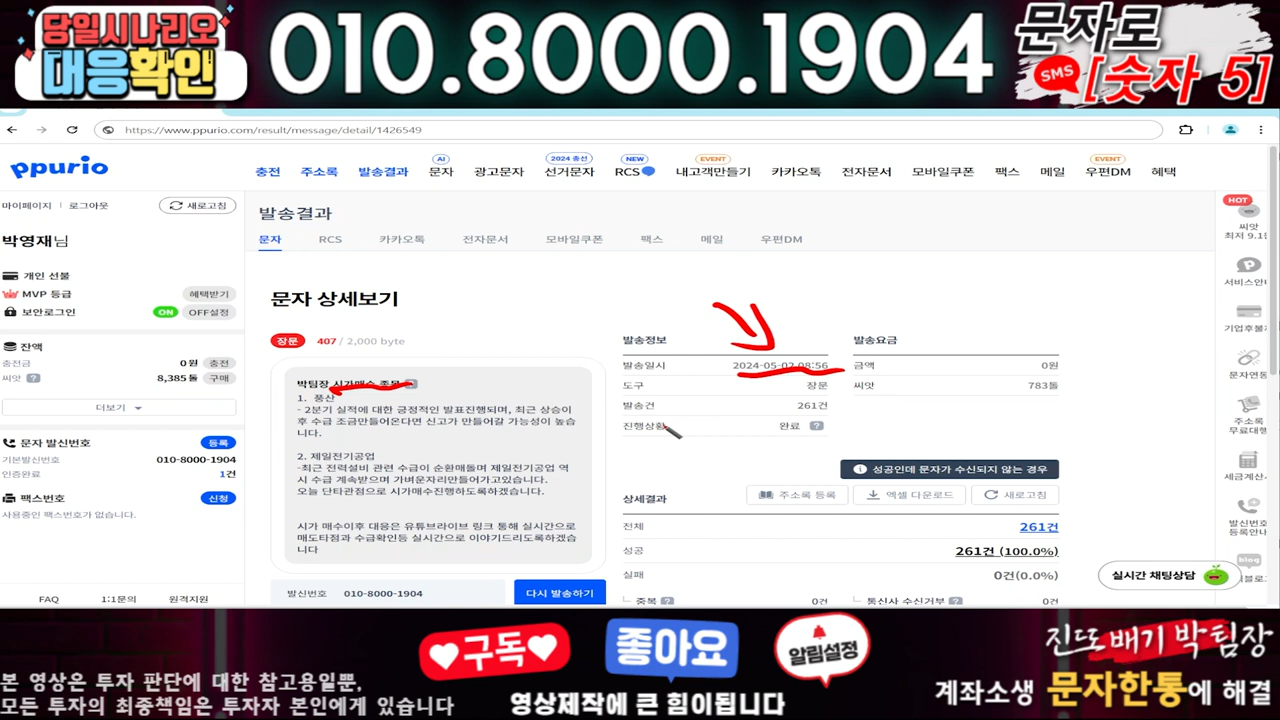 당일시나리오
대응확인
010.8000.1904
문자로
SMS
[숫자 5]
https://www.ppurio.com/result/message/detail/1426549
ppurio
충전
주소록
발송결과
AI
문자
광고문자
2024 총선
선거문자
NEW
RCS
EVENT
내고객만들기
카카오톡
전자문서
모바일쿠폰
팩스
메일
EVENT
우편DM
혜택
마이페이지 | 로그아웃
새로고침
박영재님
개인 선불
MVP 등급
혜택받기
보안로그인
ON
OFF설정
잔액
충전금
0원
충전
씨앗 ?
8,385톨
구매
더보기
문자 발신번호
등록
기본발신번호
010-8000-1904
인증완료
1건
팩스번호
신청
사용중인 팩스번호가 없습니다.
FAQ
1:1문의
원격지원
발송결과
문자
RCS
카카오톡
전자문서
모바일쿠폰
팩스
메일
우편DM
문자 상세보기
장문
407 / 2,000 byte
박팀장 시가매수 종목
1. 풍산
- 2분기 실적에 대한 긍정적인 발표진행되며, 최근 상승이
후 수급 조금만들어온다면 신고가 만들어갈 가능성이 높습
니다.
2. 제일전기공업
-최근 전력설비 관련 수급이 순환매돌며 제일전기공업 역
시 수급 계속받으며 가벼운자리만들어가고있습니다.
오늘 단타관점으로 시가매수진행하도록하겠습니다.
시가 매수이후 대응은 유튜브라이브 링크 통해 실시간으로
매도타점과 수급확인등 실시간으로 이야기드리도록하겠습
니다
발신번호
010-8000-1904
다시 발송하기
발송정보
발송일시
2024-05-02 08:56
도구
장문
발송건
261건
진행상황
완료 ?
발송요금
금액
0원
씨앗
783톨
성공인데 문자가 수신되지 않는 경우
상세결과
주소록 등록
엑셀 다운로드
새로고침
전체
261건
성공
261건 (100.0%)
실패
0건(0.0%)
중복 ?
0건
통신사 수신거부 ?
0건
HOT
씨앗
최저 9.1원
서비스안
기업후불
문자연동
주소록
무료대행
세금계산
발신번호
등록안내
blog
실시간 채팅상담
본 영상은 투자 판단에 대한 참고용일뿐,
모든 투자의 최종책임은 투자자 본인에게 있습니다
구독
좋아요
알림설정
영상제작에 큰 힘이됩니다
진또배기 박팀장
계좌소생 문자한통에 해결